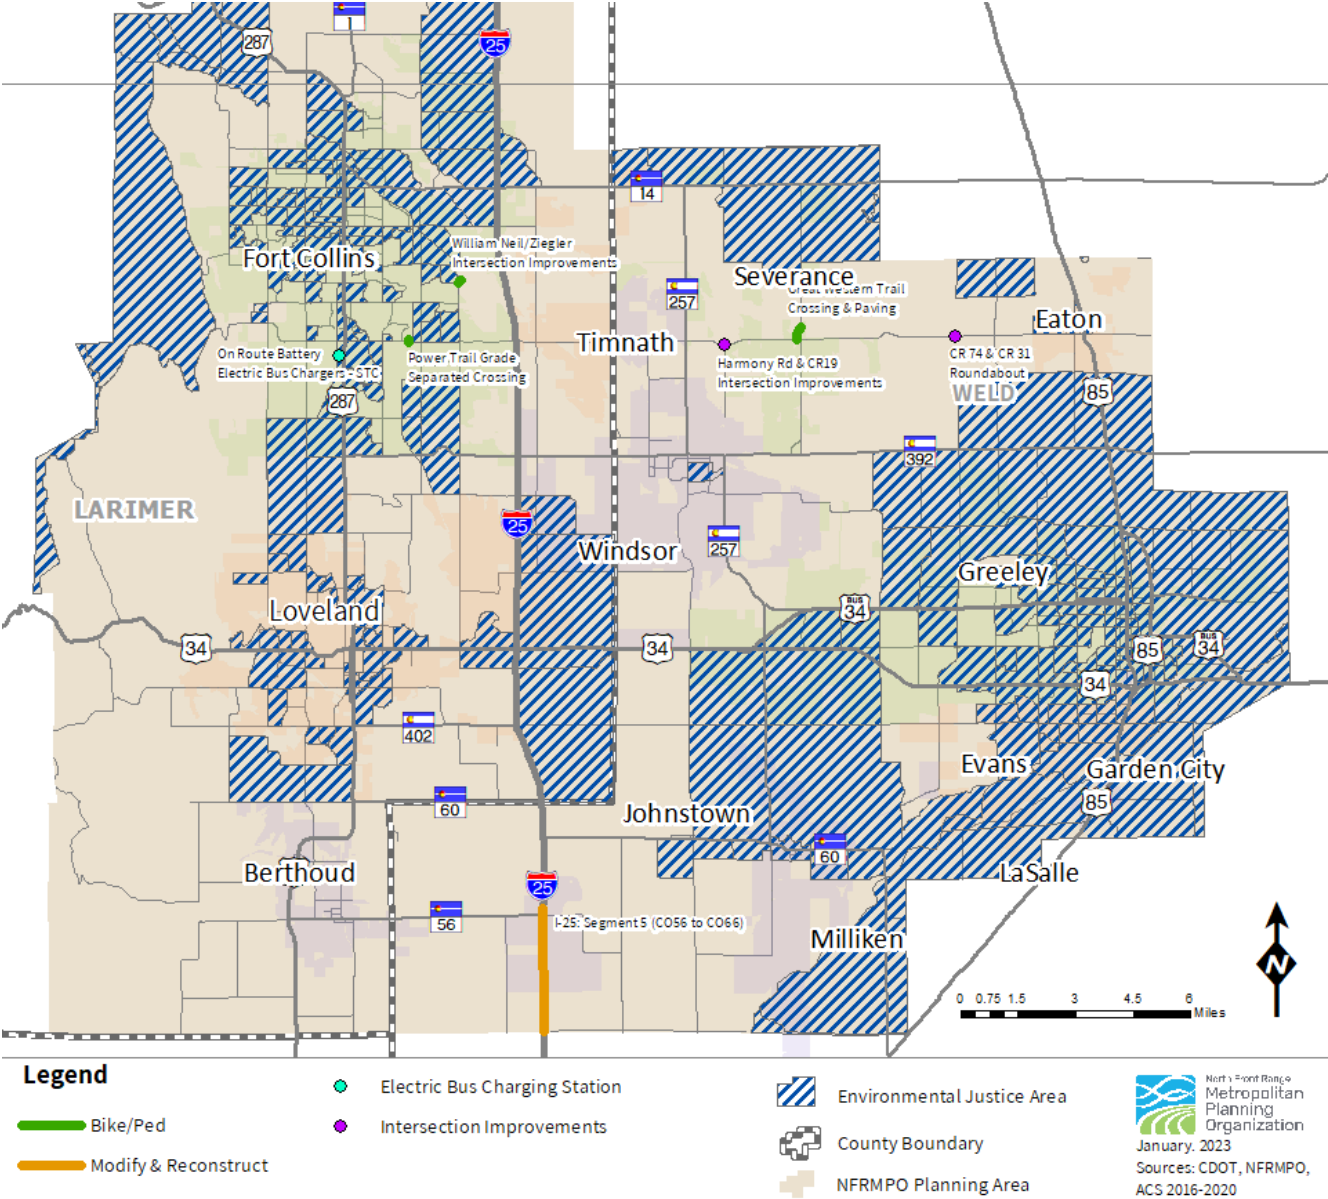 1
287
25
14
William Neil/Ziegler
Intersection Improvements
Fort Collins
Severance
257
Great Western Trail
Crossing & Paving
Eaton
Timnath
On Route Battery
Electric Bus Chargers - STC
Power Trail Grade
Separated Crossing
Harmony Rd & CR19
Intersection Improvements
CR 74 & CR 31
Roundabout
WELD
287
85
392
LARIMER
25
257
Windsor
Greeley
Loveland
BUS
34
34
34
85
BUS
34
34
402
Evans
Garden City
60
85
Johnstown
60
Berthoud
LaSalle
25
56
I-25: Segment 5 (CO56 to CO66)
Milliken
N
0 0.75 1.5 3 4.5 6
Miles
Legend
Bike/Ped
Modify & Reconstruct
Electric Bus Charging Station
Intersection Improvements
Environmental Justice Area
County Boundary
NFRMPO Planning Area
North Front Range
Metropolitan
Planning
Organization
January. 2023
Sources: CDOT, NFRMPO,
ACS 2016-2020